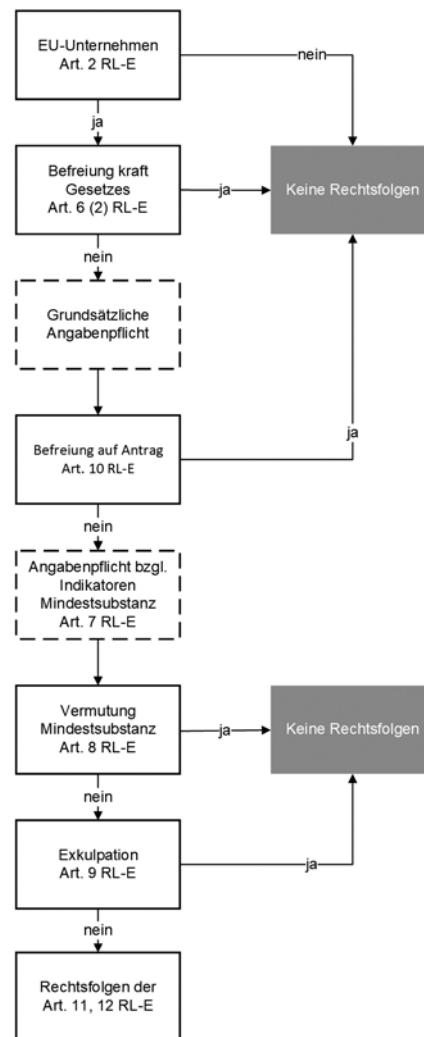 EU-Unternehmen
Art. 2 RL-E
nein
ja
Befreiung kraft
Gesetzes
Art. 6 (2) RL-E
ja
Keine Rechtsfolgen
nein
Grundsätzliche
Angabenpflicht
Befreiung auf Antrag
Art. 10 RL-E
ja
nein
Angabenpflicht bzgl.
Indikatoren
Mindestsubstanz
Art. 7 RL-E
Vermutung
Mindestsubstanz
Art. 8 RL-E
ja
Keine Rechtsfolgen
nein
Exkulpation
Art. 9 RL-E
ja
nein
Rechtsfolgen der
Art. 11, 12 RL-E